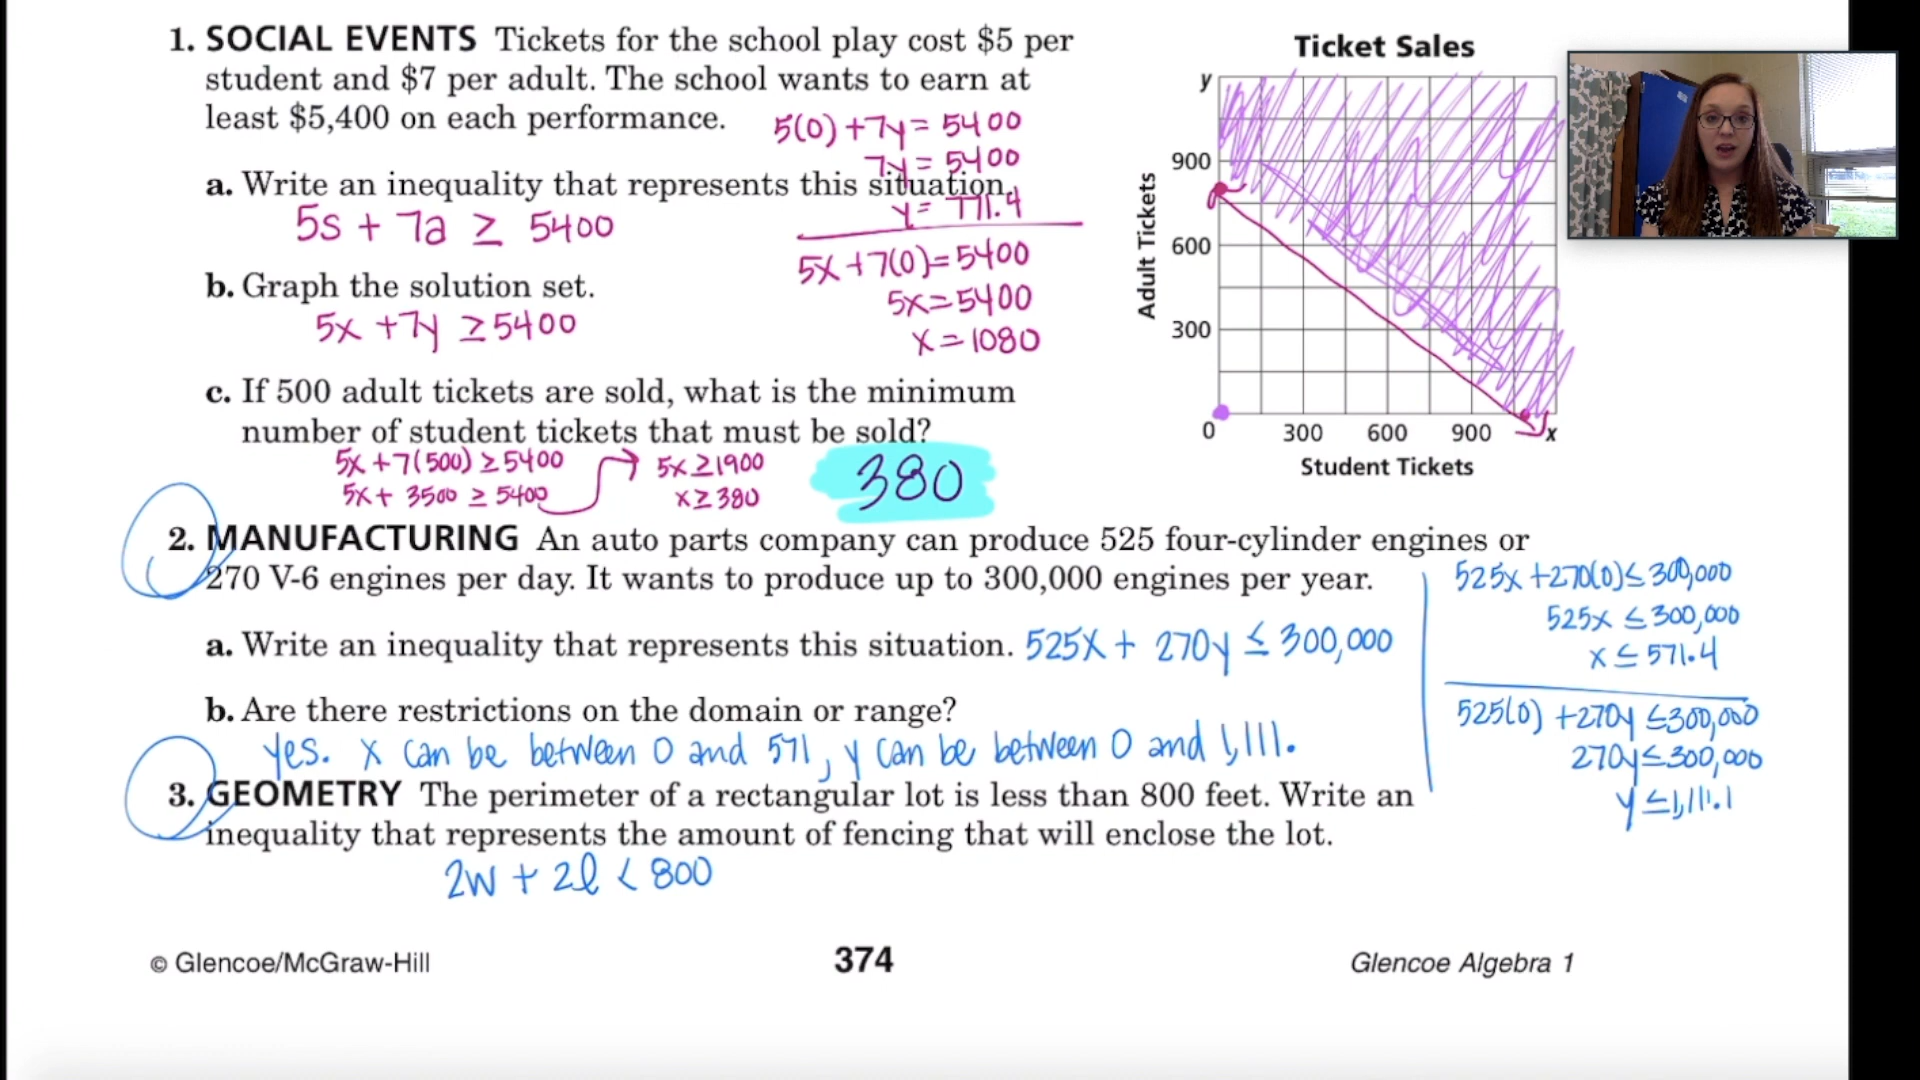 1. SOCIAL EVENTS Tickets for the school play cost $5 per
student and $7 per adult. The school wants to earn at
least $5,400 on each performance.
5(0) + 7y = 5400
7y = 5400
a. Write an inequality that represents this situation.
y = 771.4
5s + 7a ≥ 5400
5x + 7(0) = 5400
b. Graph the solution set.
5x = 5400
5x + 7y ≥ 5400
x = 1080
c. If 500 adult tickets are sold, what is the minimum
number of student tickets that must be sold?
5x + 7(500) ≥ 5400
5x + 3500 ≥ 5400
5x ≥ 1900
x ≥ 380
380
Ticket Sales
y
900
600
300
Adult Tickets
0 300 600 900 x
Student Tickets
2. MANUFACTURING An auto parts company can produce 525 four-cylinder engines or
270 V-6 engines per day. It wants to produce up to 300,000 engines per year.
a. Write an inequality that represents this situation. 525x + 270y ≤ 300,000
b. Are there restrictions on the domain or range?
yes. x can be between 0 and 571, y can be between 0 and 1,111.
525x + 270(0) ≤ 300,000
525x ≤ 300,000
x ≤ 571.4
525(0) + 270y ≤ 300,000
270y ≤ 300,000
y ≤ 1,111.1
3. GEOMETRY The perimeter of a rectangular lot is less than 800 feet. Write an
inequality that represents the amount of fencing that will enclose the lot.
2w + 2l < 800
© Glencoe/McGraw-Hill
374
Glencoe Algebra 1